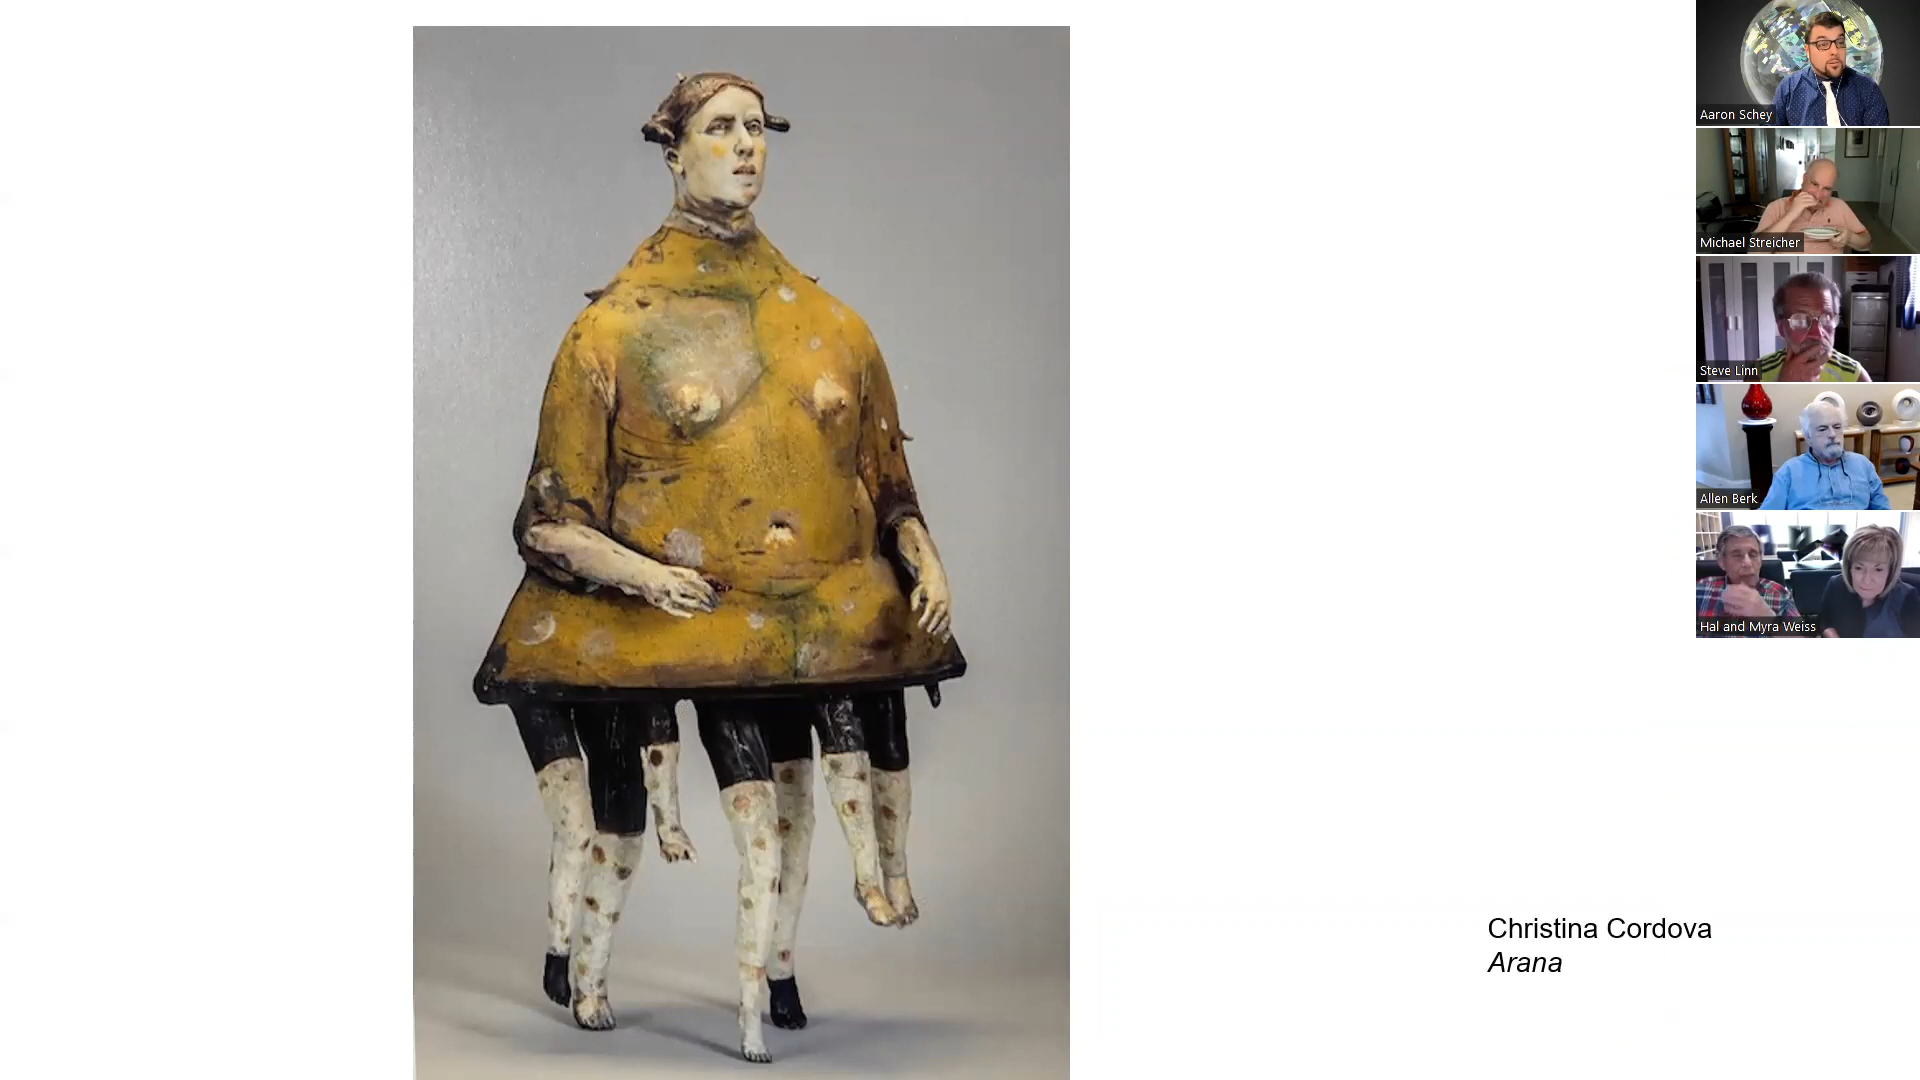 Aaron Schey
Michael Streicher
Steve Linn
Allen Berk
Hal and Myra Weiss
Christina Cordova
Arana